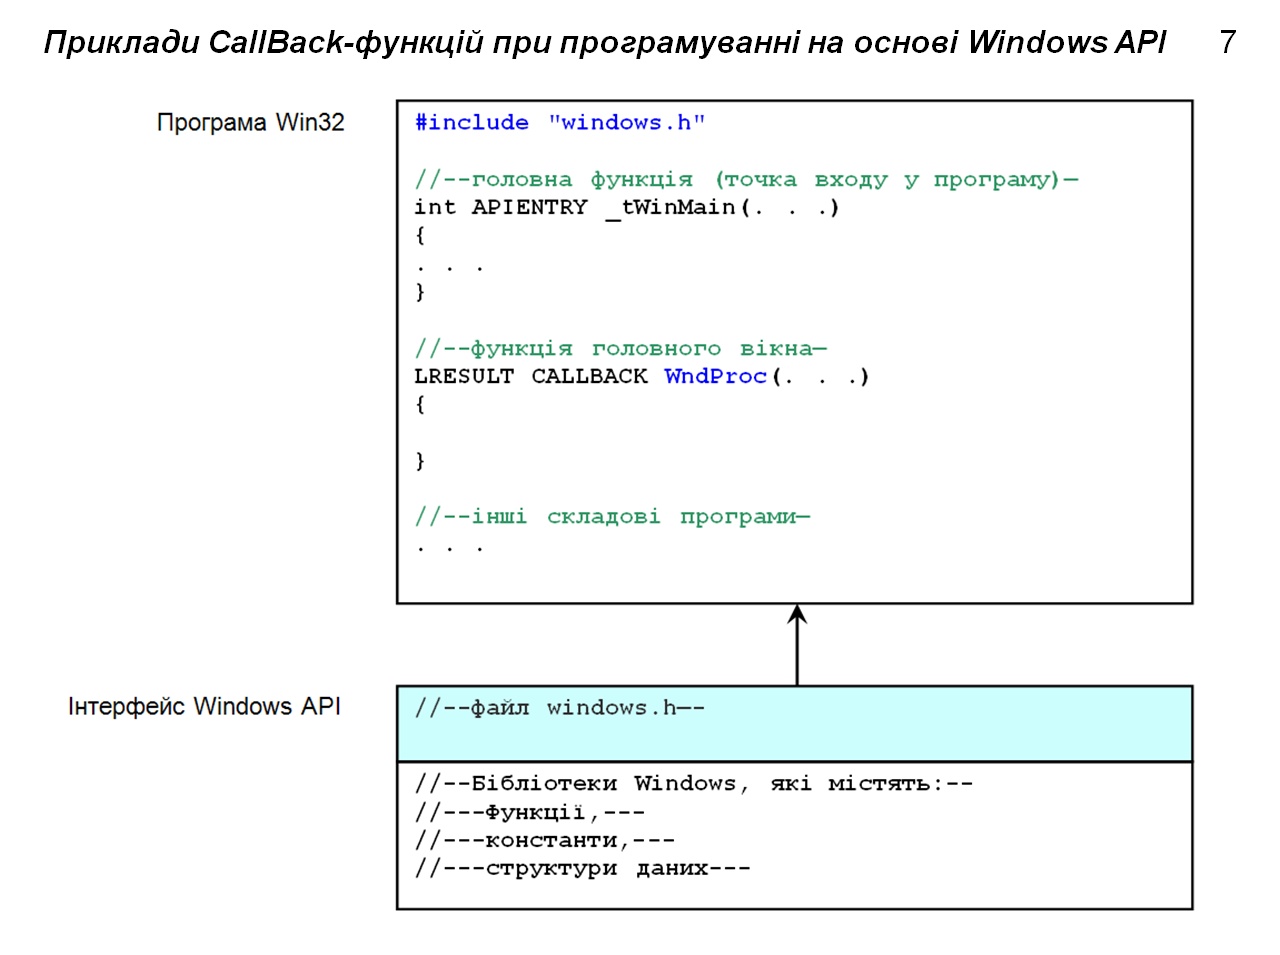 Приклади CallBack-функцій при програмуванні на основі Windows API 7
Програма Win32
#include "windows.h"
//--головна функція (точка входу у програму)—
int APIENTRY _tWinMain(. . .)
{
. . .
}
//--функція головного вікна—
LRESULT CALLBACK WndProc(. . .)
{
}
//--інші складові програми—
. . .
Інтерфейс Windows API
//--файл windows.h—-
//--Бібліотеки Windows, які містять:--
//---Функції,---
//---константи,---
//---структури даних---